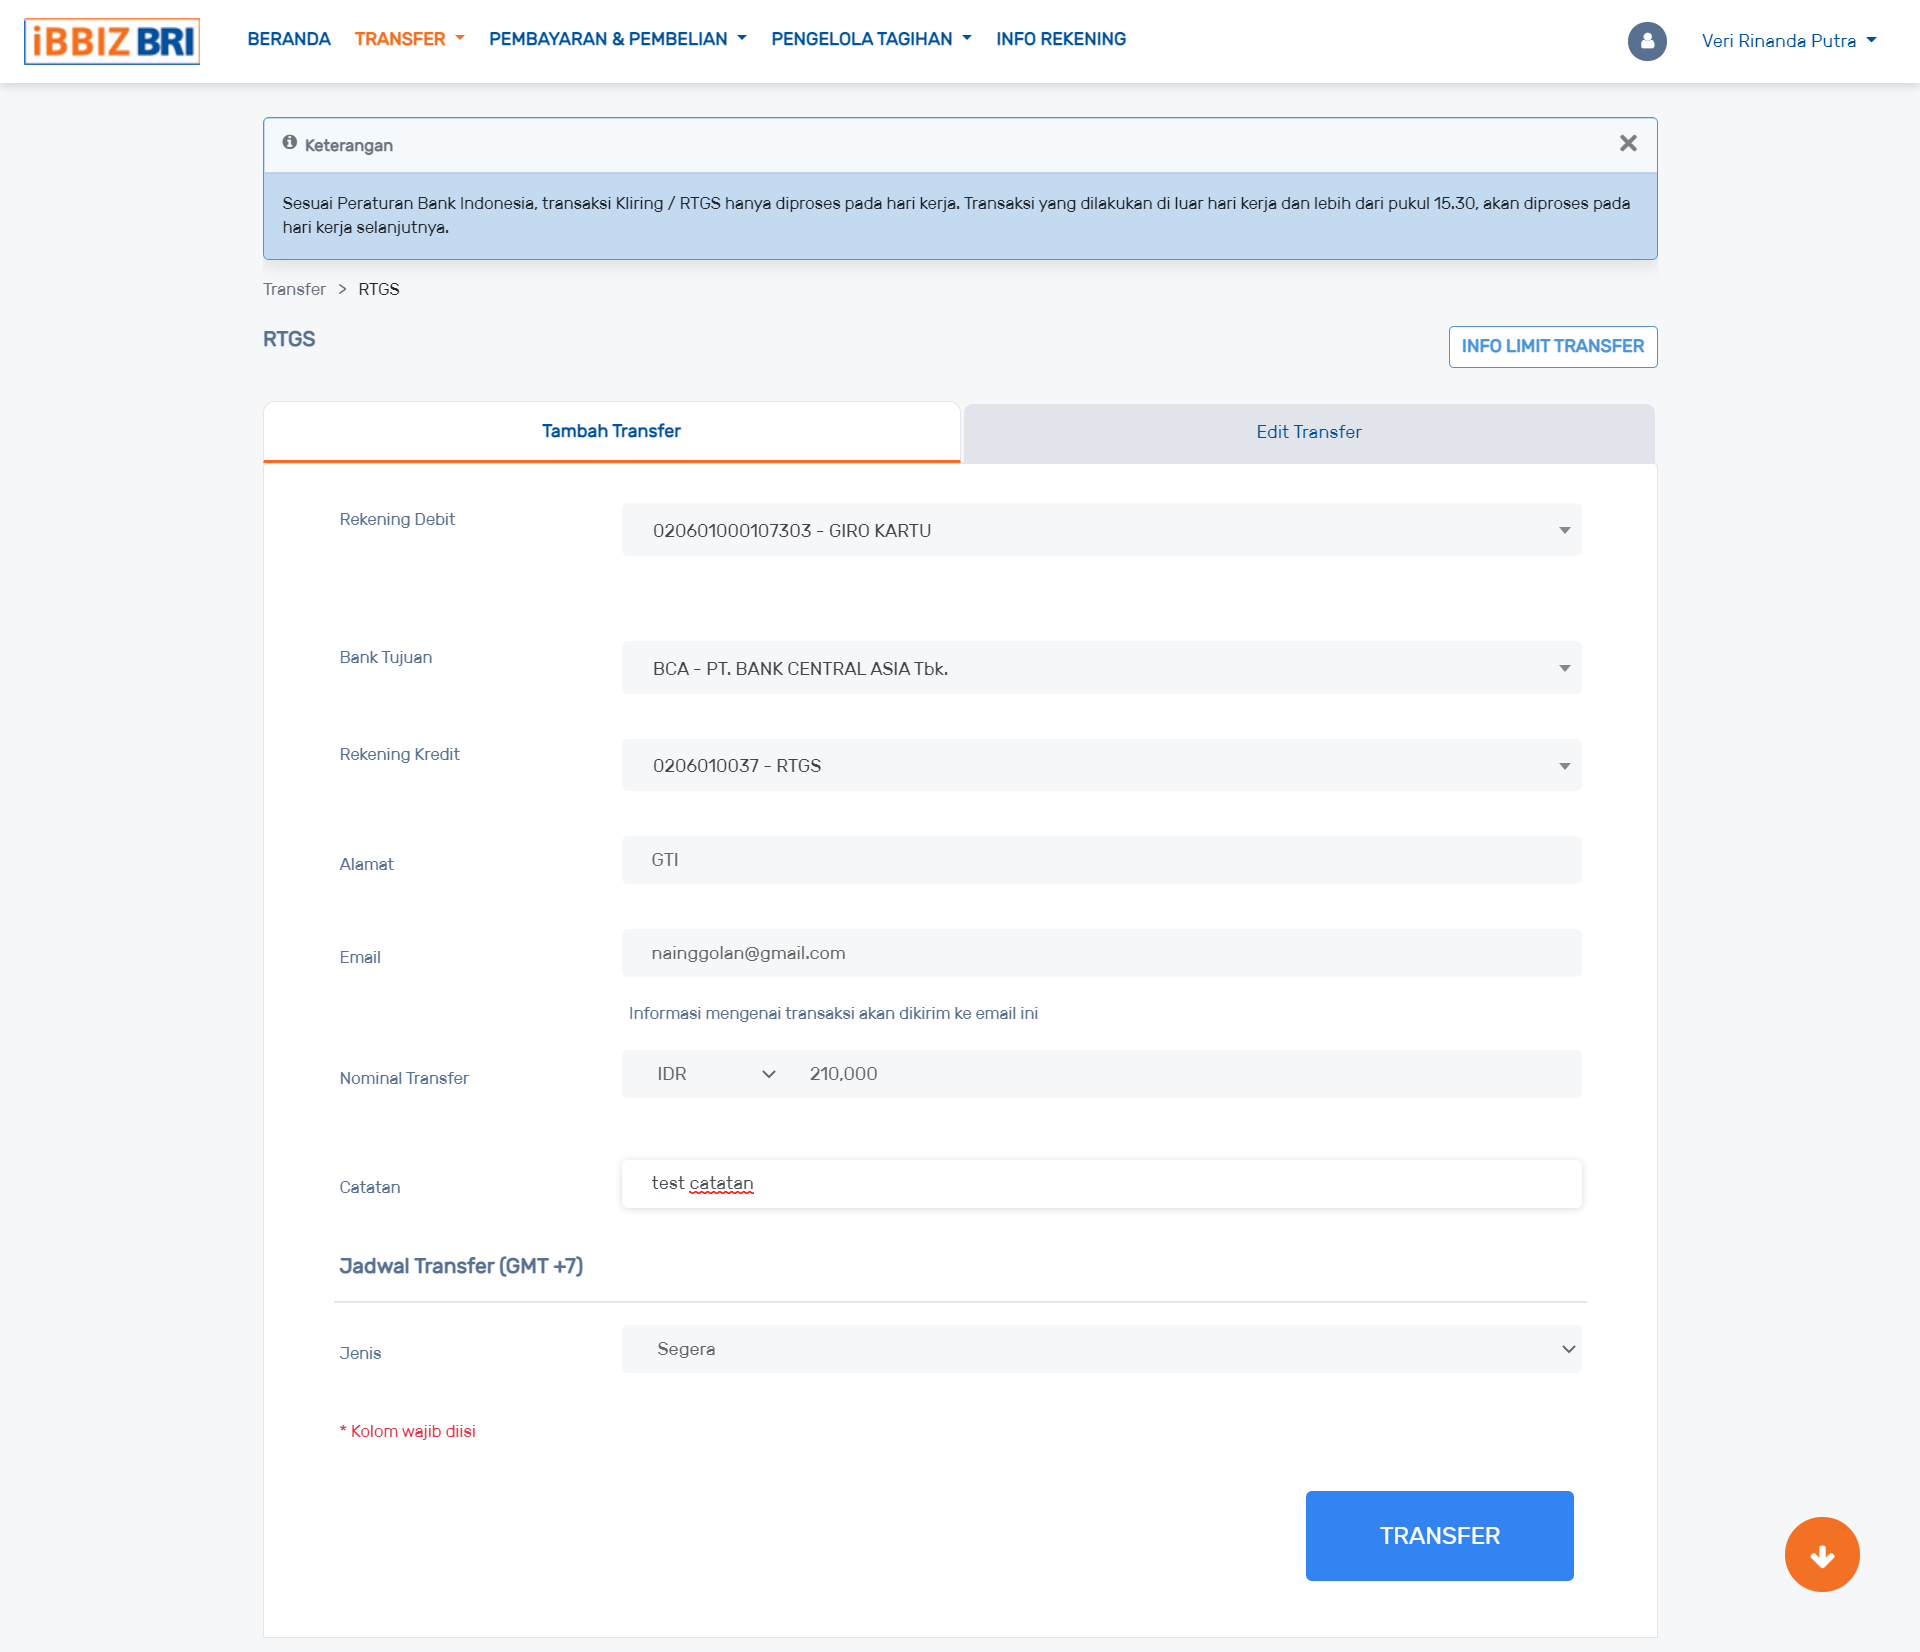 iBBIZ BRI
BERANDA
TRANSFER
PEMBAYARAN & PEMBELIAN
PENGELOLA TAGIHAN
INFO REKENING
Veri Rinanda Putra
Keterangan
Sesuai Peraturan Bank Indonesia, transaksi Kliring / RTGS hanya diproses pada hari kerja. Transaksi yang dilakukan di luar hari kerja dan lebih dari pukul 15.30, akan diproses pada
hari kerja selanjutnya.
Transfer > RTGS
RTGS
INFO LIMIT TRANSFER
Tambah Transfer
Edit Transfer
Rekening Debit
020601000107303 - GIRO KARTU
Bank Tujuan
BCA - PT. BANK CENTRAL ASIA Tbk.
Rekening Kredit
0206010037 - RTGS
Alamat
GTI
Email
nainggolan@gmail.com
Informasi mengenai transaksi akan dikirim ke email ini
Nominal Transfer
IDR
210,000
Catatan
test catatan
Jadwal Transfer (GMT +7)
Jenis
Segera
* Kolom wajib diisi
TRANSFER